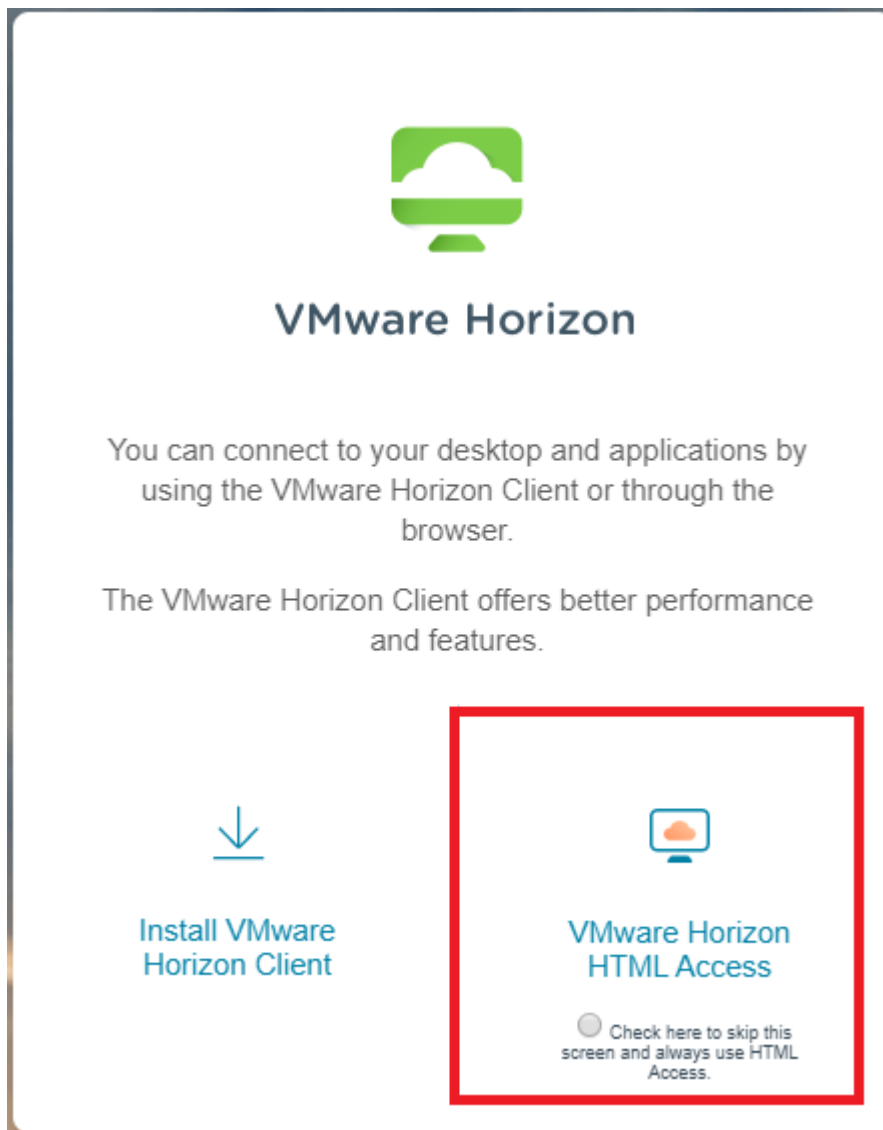 VMware Horizon
You can connect to your desktop and applications by
using the VMware Horizon Client or through the
browser.
The VMware Horizon Client offers better performance
and features.
Install VMware
Horizon Client
VMware Horizon
HTML Access
Check here to skip this
screen and always use HTML
Access.